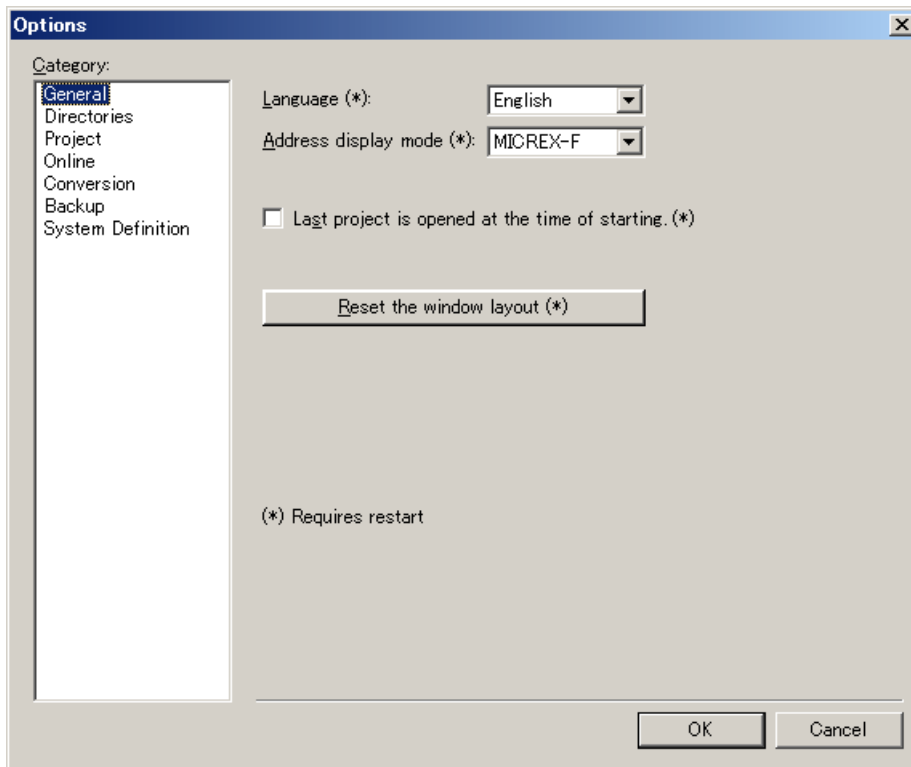 Options
Category:
General
Directories
Project
Online
Conversion
Backup
System Definition
Language (*):
English
Address display mode (*):
MICREX-F
Last project is opened at the time of starting. (*)
Reset the window layout (*)
(*) Requires restart
OK
Cancel